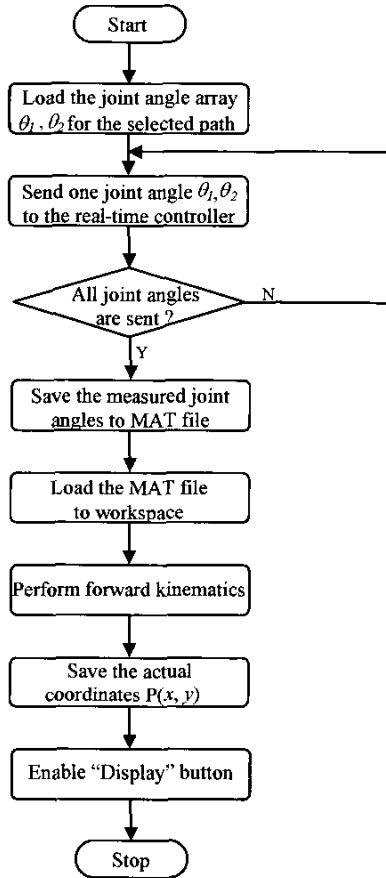 Start
Load the joint angle array
θ1, θ2 for the selected path
Send one joint angle θ1,θ2
to the real-time controller
All joint angles
are sent ?
N
Y
Save the measured joint
angles to MAT file
Load the MAT file
to workspace
Perform forward kinematics
Save the actual
coordinates P(x, y)
Enable “Display” button
Stop